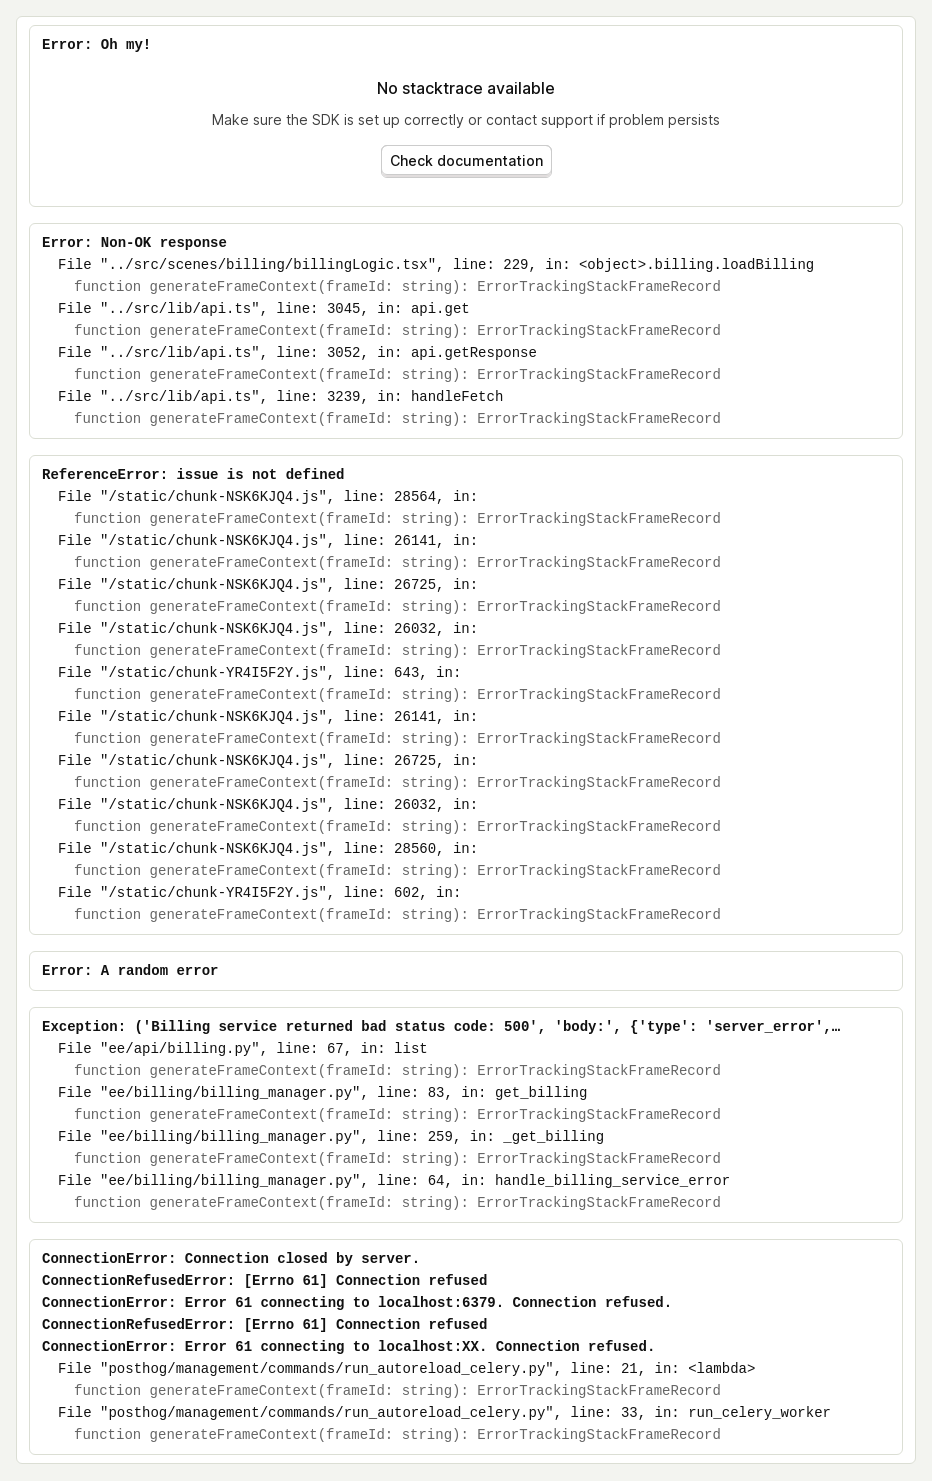 Error: Oh my!
No stacktrace available
Make sure the SDK is set up correctly or contact support if problem persists
Check documentation
Error: Non-OK response
File "../src/scenes/billing/billingLogic.tsx", line: 229, in: <object>.billing.loadBilling
function generateFrameContext(frameId: string): ErrorTrackingStackFrameRecord
File "../src/lib/api.ts", line: 3045, in: api.get
function generateFrameContext(frameId: string): ErrorTrackingStackFrameRecord
File "../src/lib/api.ts", line: 3052, in: api.getResponse
function generateFrameContext(frameId: string): ErrorTrackingStackFrameRecord
File "../src/lib/api.ts", line: 3239, in: handleFetch
function generateFrameContext(frameId: string): ErrorTrackingStackFrameRecord
ReferenceError: issue is not defined
File "/static/chunk-NSK6KJQ4.js", line: 28564, in:
function generateFrameContext(frameId: string): ErrorTrackingStackFrameRecord
File "/static/chunk-NSK6KJQ4.js", line: 26141, in:
function generateFrameContext(frameId: string): ErrorTrackingStackFrameRecord
File "/static/chunk-NSK6KJQ4.js", line: 26725, in:
function generateFrameContext(frameId: string): ErrorTrackingStackFrameRecord
File "/static/chunk-NSK6KJQ4.js", line: 26032, in:
function generateFrameContext(frameId: string): ErrorTrackingStackFrameRecord
File "/static/chunk-YR4I5F2Y.js", line: 643, in:
function generateFrameContext(frameId: string): ErrorTrackingStackFrameRecord
File "/static/chunk-NSK6KJQ4.js", line: 26141, in:
function generateFrameContext(frameId: string): ErrorTrackingStackFrameRecord
File "/static/chunk-NSK6KJQ4.js", line: 26725, in:
function generateFrameContext(frameId: string): ErrorTrackingStackFrameRecord
File "/static/chunk-NSK6KJQ4.js", line: 26032, in:
function generateFrameContext(frameId: string): ErrorTrackingStackFrameRecord
File "/static/chunk-NSK6KJQ4.js", line: 28560, in:
function generateFrameContext(frameId: string): ErrorTrackingStackFrameRecord
File "/static/chunk-YR4I5F2Y.js", line: 602, in:
function generateFrameContext(frameId: string): ErrorTrackingStackFrameRecord
Error: A random error
Exception: ('Billing service returned bad status code: 500', 'body:', {'type': 'server_error',…
File "ee/api/billing.py", line: 67, in: list
function generateFrameContext(frameId: string): ErrorTrackingStackFrameRecord
File "ee/billing/billing_manager.py", line: 83, in: get_billing
function generateFrameContext(frameId: string): ErrorTrackingStackFrameRecord
File "ee/billing/billing_manager.py", line: 259, in: _get_billing
function generateFrameContext(frameId: string): ErrorTrackingStackFrameRecord
File "ee/billing/billing_manager.py", line: 64, in: handle_billing_service_error
function generateFrameContext(frameId: string): ErrorTrackingStackFrameRecord
ConnectionError: Connection closed by server.
ConnectionRefusedError: [Errno 61] Connection refused
ConnectionError: Error 61 connecting to localhost:6379. Connection refused.
ConnectionRefusedError: [Errno 61] Connection refused
ConnectionError: Error 61 connecting to localhost:XX. Connection refused.
File "posthog/management/commands/run_autoreload_celery.py", line: 21, in: <lambda>
function generateFrameContext(frameId: string): ErrorTrackingStackFrameRecord
File "posthog/management/commands/run_autoreload_celery.py", line: 33, in: run_celery_worker
function generateFrameContext(frameId: string): ErrorTrackingStackFrameRecord